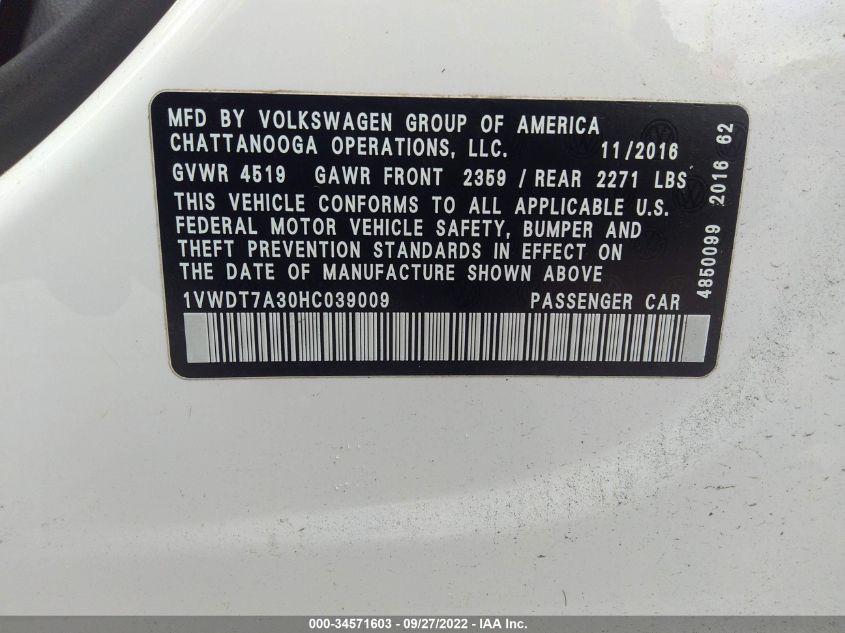 MFD BY VOLKSWAGEN GROUP OF AMERICA
CHATTANOOGA OPERATIONS, LLC. 11/2016
GVWR 4519 GAWR FRONT 2359 / REAR 2271 LBS
THIS VEHICLE CONFORMS TO ALL APPLICABLE U.S.
FEDERAL MOTOR VEHICLE SAFETY, BUMPER AND
THEFT PREVENTION STANDARDS IN EFFECT ON
THE DATE OF MANUFACTURE SHOWN ABOVE
1VWDT7A30HC039009 PASSENGER CAR
4850099 2016 62
000-34571603 - 09/27/2022 - IAA Inc.